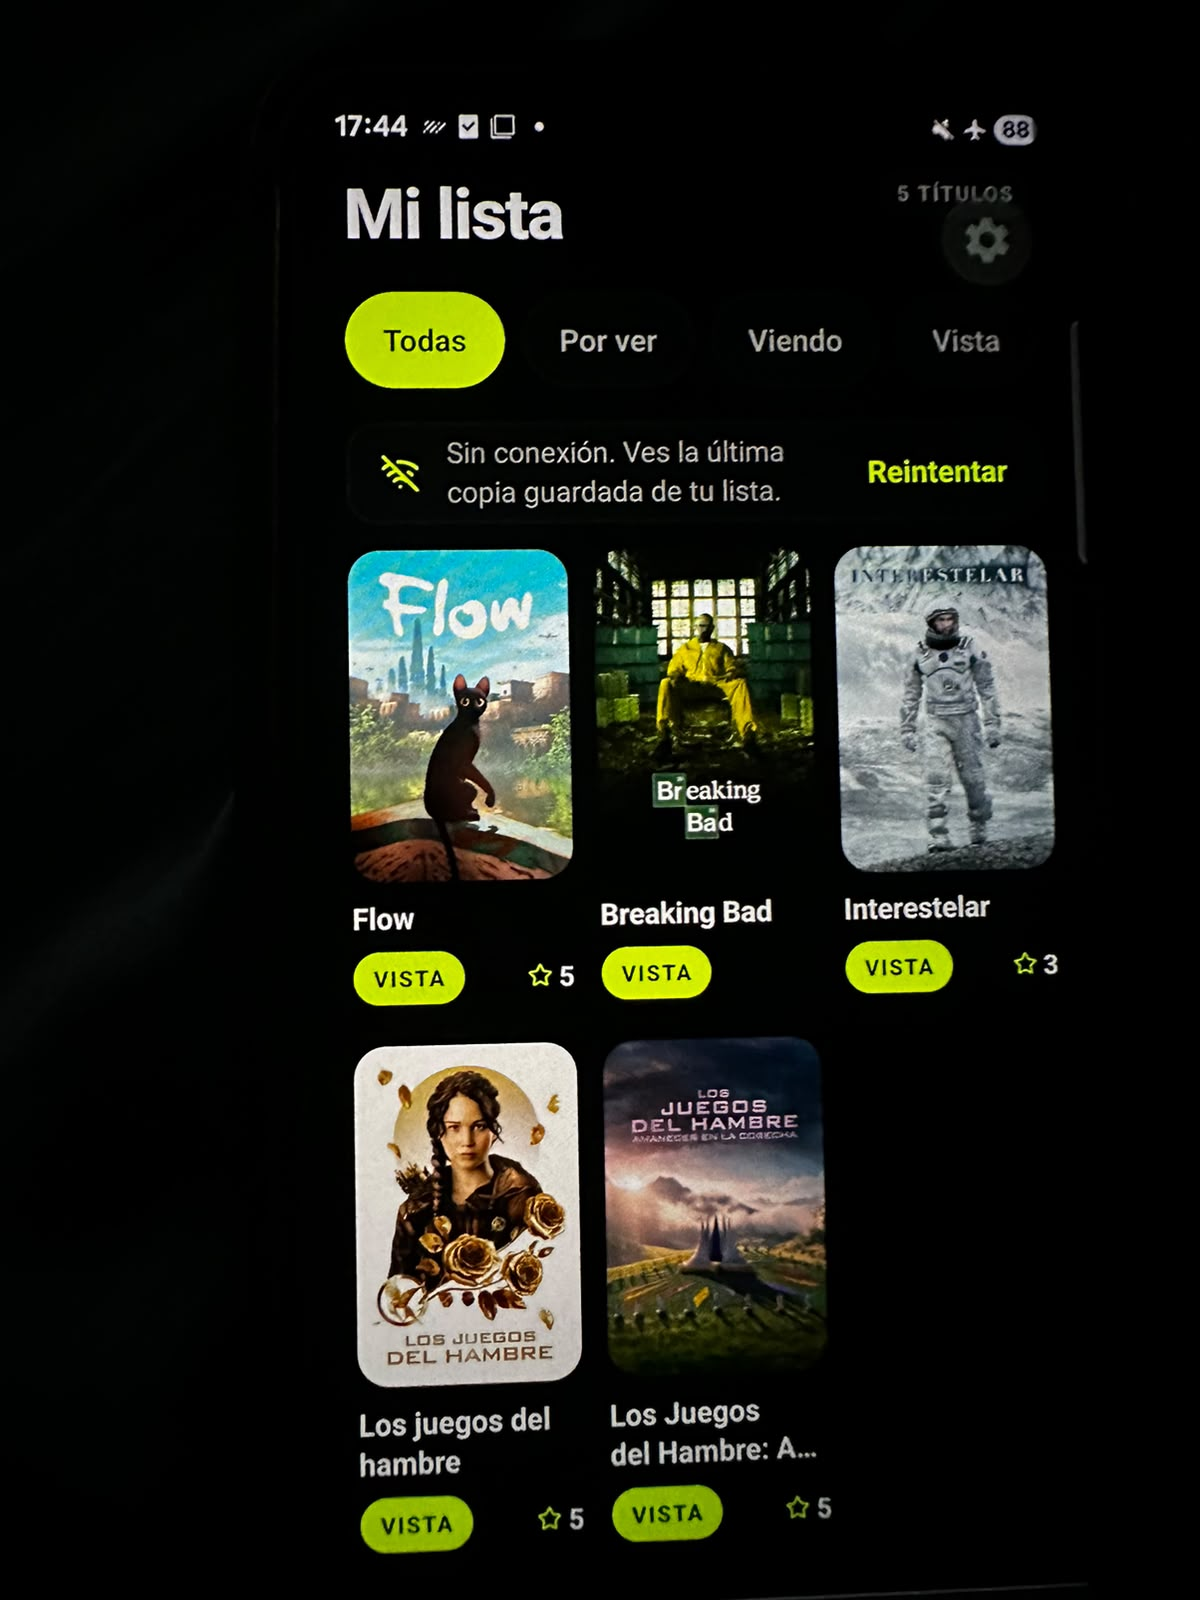 17:44
88
5 TÍTULOS
Mi lista
Todas Por ver Viendo Vista
Sin conexión. Ves la última
copia guardada de tu lista.
Reintentar
Flow
Breaking
Bad
INTERESTELAR
Flow
Breaking Bad
Interestelar
VISTA 5
VISTA
VISTA 3
LOS JUEGOS
DEL HAMBRE
LOS
JUEGOS
DEL HAMBRE
AMANECER EN LA COSECHA
Los juegos del
hambre
Los Juegos
del Hambre: A...
VISTA 5
VISTA 5